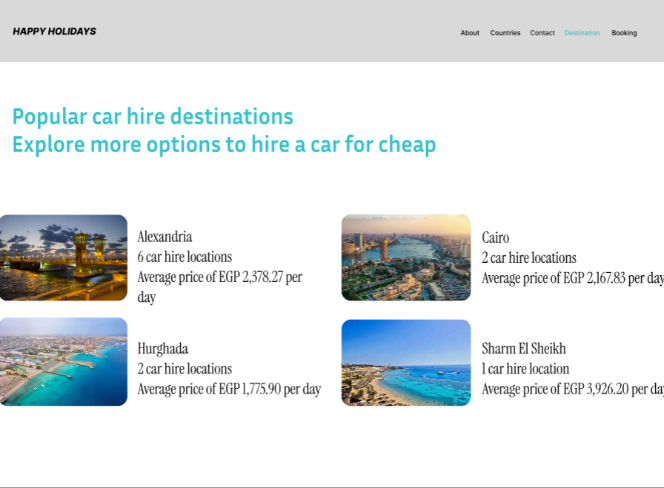 HAPPY HOLIDAYS
About Countries Contact Destination Booking
Popular car hire destinations
Explore more options to hire a car for cheap
Alexandria
6 car hire locations
Average price of EGP 2,378.27 per
day
Cairo
2 car hire locations
Average price of EGP 2,167.83 per day
Hurghada
2 car hire locations
Average price of EGP 1,775.90 per day
Sharm El Sheikh
1 car hire location
Average price of EGP 3,926.20 per day